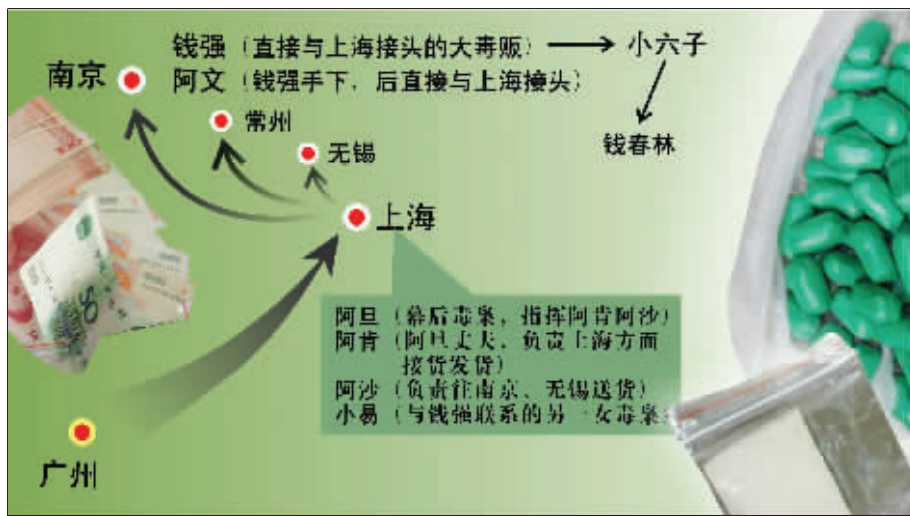 钱强（直接与上海接头的大毒贩）
小六子
南京
阿文（钱强手下，后直接与上海接头）
常州
钱春林
无锡
上海
阿旦（幕后毒枭，指挥阿肯阿沙）
阿肯（阿旦丈夫，负责上海方面
接货发货）
阿沙（负责往南京、无锡送货）
小易（与钱强联系的另一女毒枭）
广州